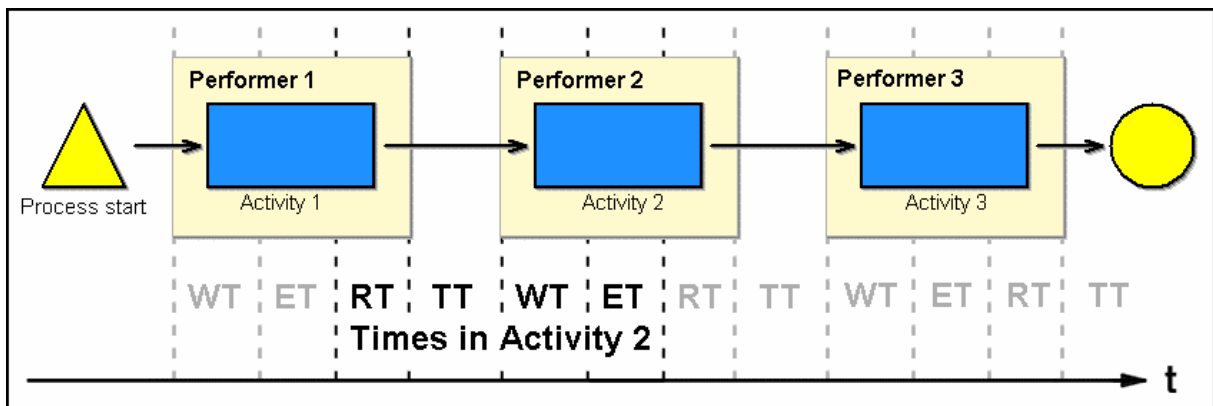 Performer 1
Performer 2
Performer 3
Process start
Activity 1
Activity 2
Activity 3
WT ET RT TT WT ET RT TT WT ET RT TT
Times in Activity 2
t